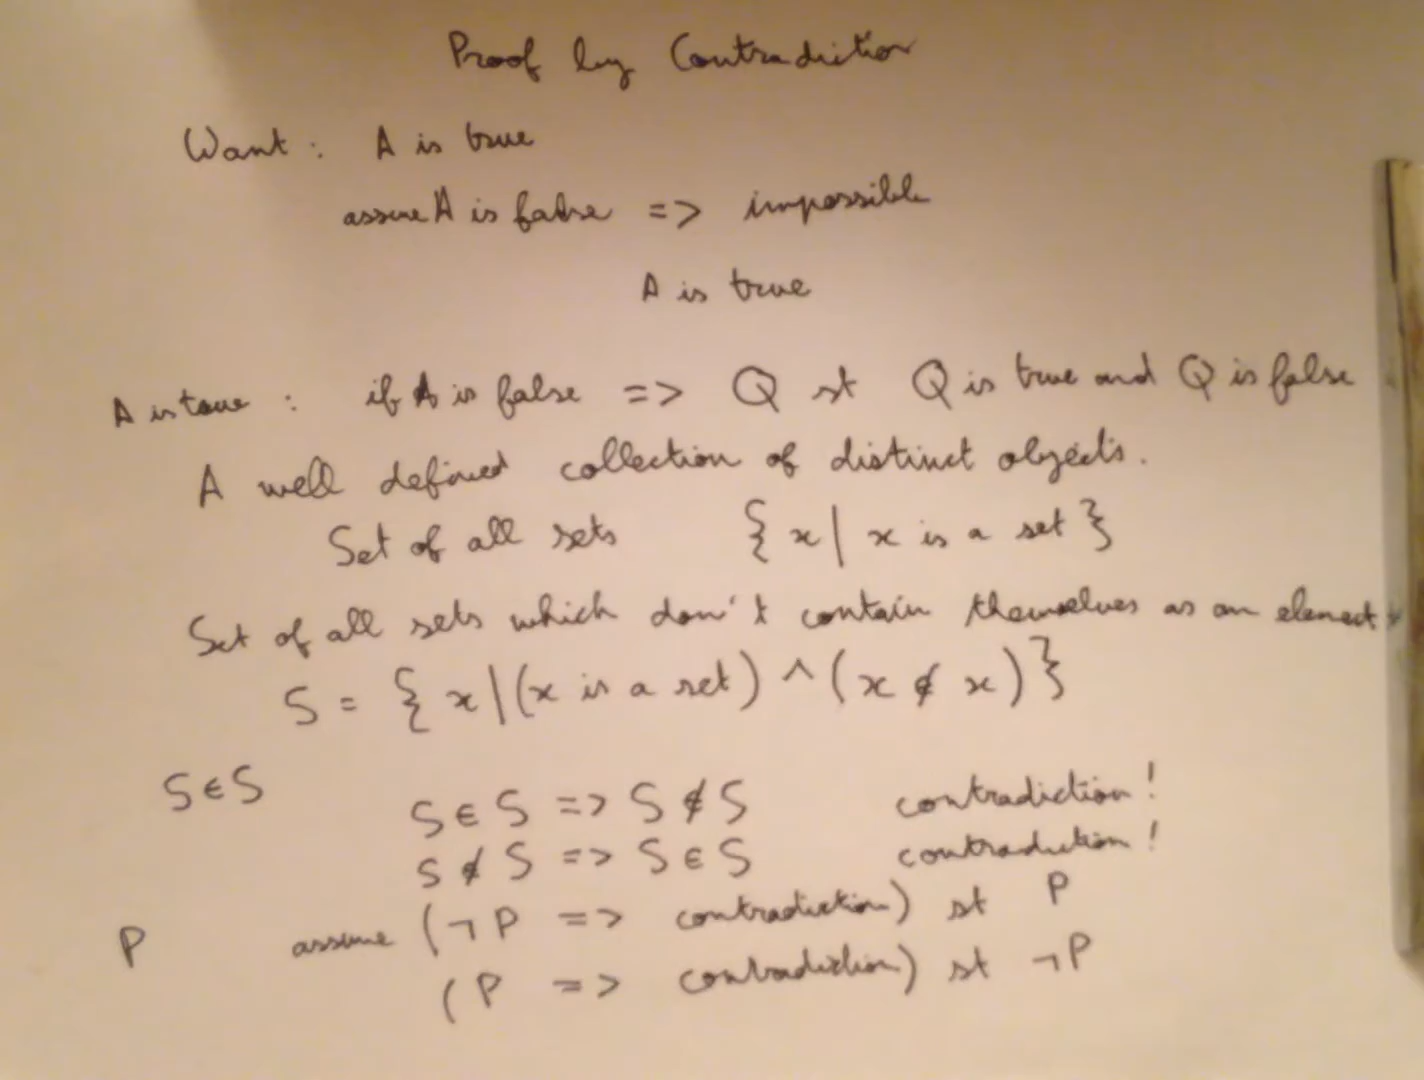 Proof by Contradiction
Want : A is true
assume A is false => impossible
A is true
A is true : if A is false => Q st Q is true and Q is false
A well defined collection of distinct objects.
Set of all sets { x | x is a set }
Set of all sets which don't contain themselves as an element
S = { x | (x is a set) ^ (x ∉ x) }
S ∈ S
S ∈ S => S ∉ S contradiction !
S ∉ S => S ∈ S contradiction !
P assume (¬P => contradiction) st P
(P => contradiction) st ¬P